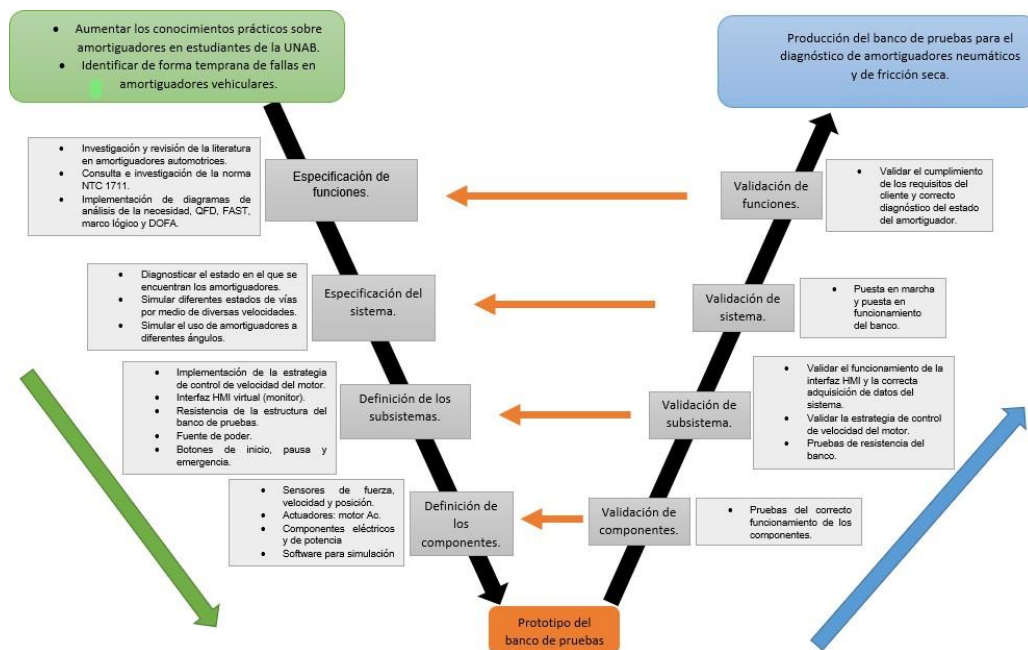 • Aumentar los conocimientos prácticos sobre
amortiguadores en estudiantes de la UNAB.
• Identificar de forma temprana de fallas en
amortiguadores vehiculares.
Producción del banco de pruebas para el
diagnóstico de amortiguadores neumáticos
y de fricción seca.
• Investigación y revisión de la literatura
en amortiguadores automotrices.
• Consulta e investigación de la norma
NTC 1711.
• Implementación de diagramas de
análisis de la necesidad, QFD, FAST,
marco lógico y DOFA.
Especificación de
funciones.
Validación de
funciones.
• Validar el cumplimiento
de los requisitos del
cliente y correcto
diagnóstico del estado
del amortiguador.
• Diagnosticar el estado en el que se
encuentran los amortiguadores.
• Simular diferentes estados de vías
por medio de diversas velocidades.
• Simular el uso de amortiguadores a
diferentes ángulos.
Especificación del
sistema.
Validación de
sistema.
• Puesta en marcha
y puesta en
funcionamiento
del banco.
• Implementación de la estrategia
de control de velocidad del motor.
• Interfaz HMI virtual (monitor).
• Resistencia de la estructura del
banco de pruebas.
• Fuente de poder.
• Botones de inicio, pausa y
emergencia.
Definición de los
subsistemas.
Validación de
subsistema.
• Validar el funcionamiento de la
interfaz HMI y la correcta
adquisición de datos del
sistema.
• Validar la estrategia de control
de velocidad del motor.
• Pruebas de resistencia del
banco.
• Sensores de fuerza,
velocidad y posición.
• Actuadores: motor Ac.
• Componentes eléctricos
y de potencia
• Software para simulación
Definición de
los
componentes.
Validación de
componentes.
• Pruebas del correcto
funcionamiento de los
componentes.
Prototipo del
banco de pruebas